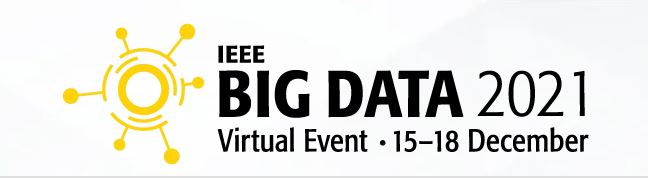 IEEE
BIG DATA 2021
Virtual Event · 15–18 December